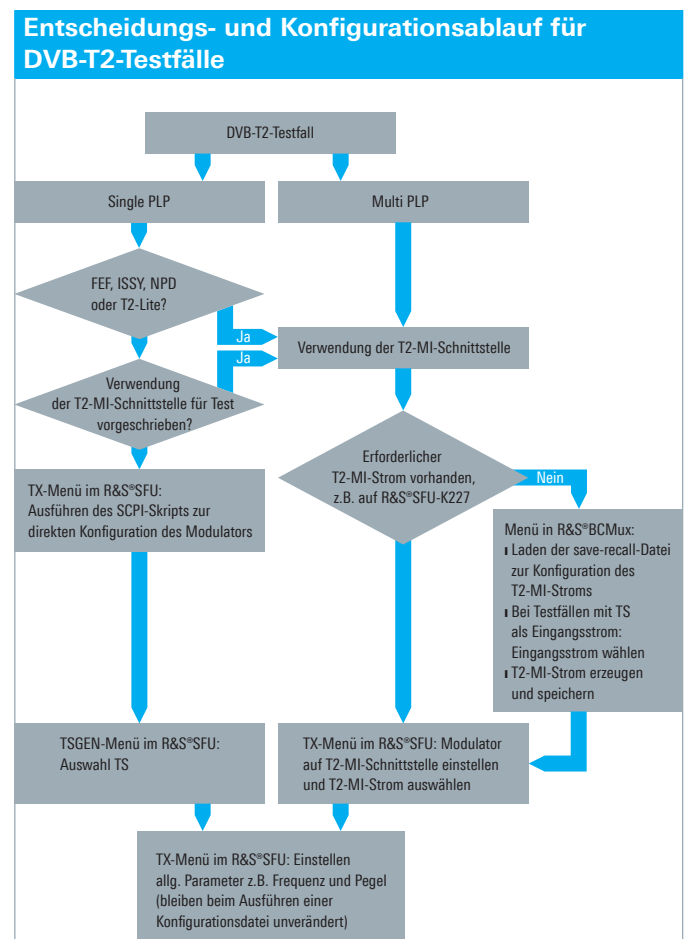 Entscheidungs- und Konfigurationsablauf für
DVB-T2-Testfälle
DVB-T2-Testfall
Single PLP
Multi PLP
FEF, ISSY, NPD
oder T2-Lite?
Ja
Ja
Verwendung der T2-MI-Schnittstelle
Verwendung
der T2-MI-Schnittstelle für Test
vorgeschrieben?
Erforderlicher
T2-MI-Strom vorhanden,
z.B. auf R&S®SFU-K227
Nein
TX-Menü im R&S®SFU:
Ausführen des SCPI-Skripts zur
direkten Konfiguration des Modulators
Menü in R&S®BCMux:
❙ Laden der save-recall-Datei
zur Konfiguration des
T2-MI-Stroms
❙ Bei Testfällen mit TS
als Eingangsstrom:
Eingangsstrom wählen
❙ T2-MI-Strom erzeugen
und speichern
TSGEN-Menü im R&S®SFU:
Auswahl TS
TX-Menü im R&S®SFU: Modulator
auf T2-MI-Schnittstelle einstellen
und T2-MI-Strom auswählen
TX-Menü im R&S®SFU: Einstellen
allg. Parameter z.B. Frequenz und Pegel
(bleiben beim Ausführen einer
Konfigurationsdatei unverändert)